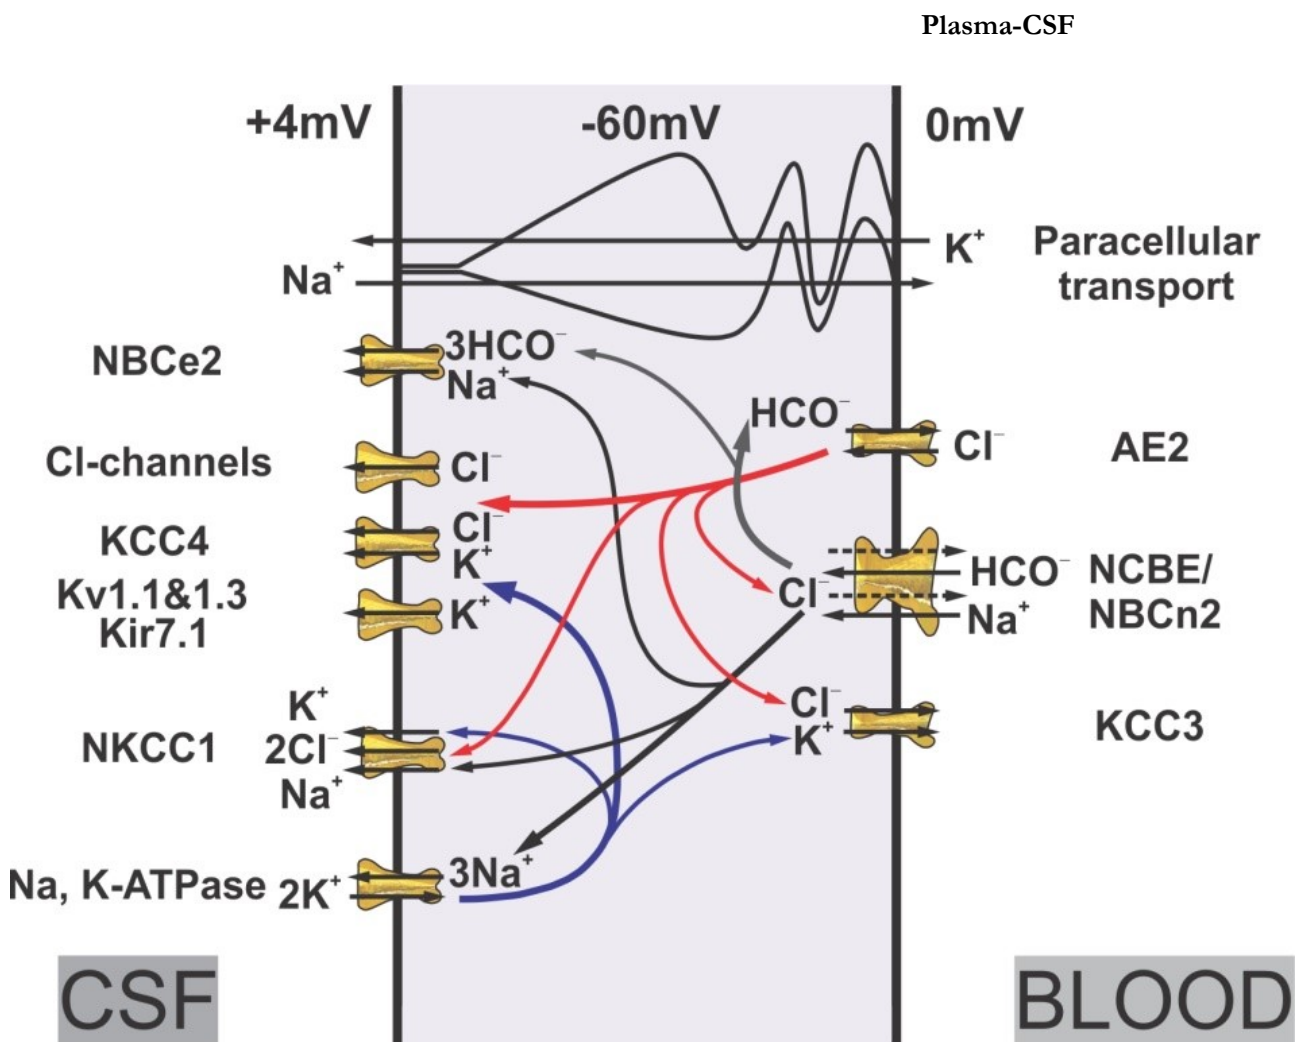 Plasma-CSF
+4mV -60mV 0mV
K⁺ Paracellular
Na⁺ transport
NBCe2 3HCO⁻
Na⁺
HCO⁻
Cl⁻ AE2
Cl-channels Cl⁻
KCC4 Cl⁻
K⁺
Kv1.1&1.3 K⁺
Kir7.1
Cl⁻ HCO⁻ NCBE/
Na⁺ NBCn2
K⁺
NKCC1 2Cl⁻
Na⁺
Cl⁻ KCC3
K⁺
Na, K-ATPase 2K⁺ 3Na⁺
CSF BLOOD